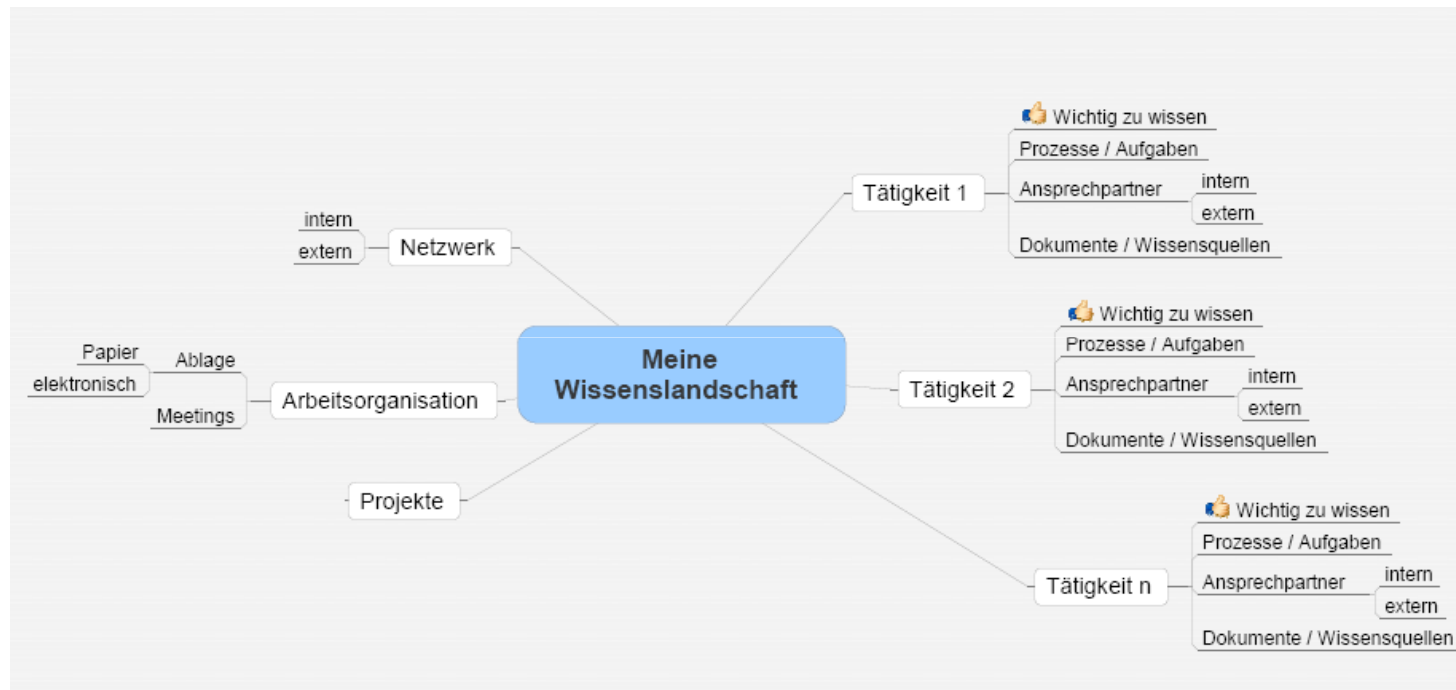 Meine
Wissenslandschaft
Netzwerk
intern
extern
Arbeitsorganisation
Ablage
Papier
elektronisch
Meetings
Projekte
Tätigkeit 1
Wichtig zu wissen
Prozesse / Aufgaben
Ansprechpartner
intern
extern
Dokumente / Wissensquellen
Tätigkeit 2
Wichtig zu wissen
Prozesse / Aufgaben
Ansprechpartner
intern
extern
Dokumente / Wissensquellen
Tätigkeit n
Wichtig zu wissen
Prozesse / Aufgaben
Ansprechpartner
intern
extern
Dokumente / Wissensquellen